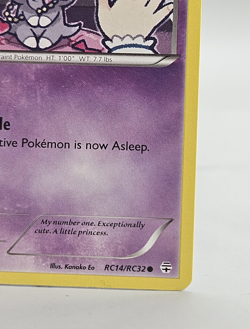 aint Pokémon HT: 1'00" WT: 7.7 lbs
le
tive Pokémon is now Asleep.
My number one. Exceptionally
cute. A little princess.
Illus. Konako Eo RC14/RC32